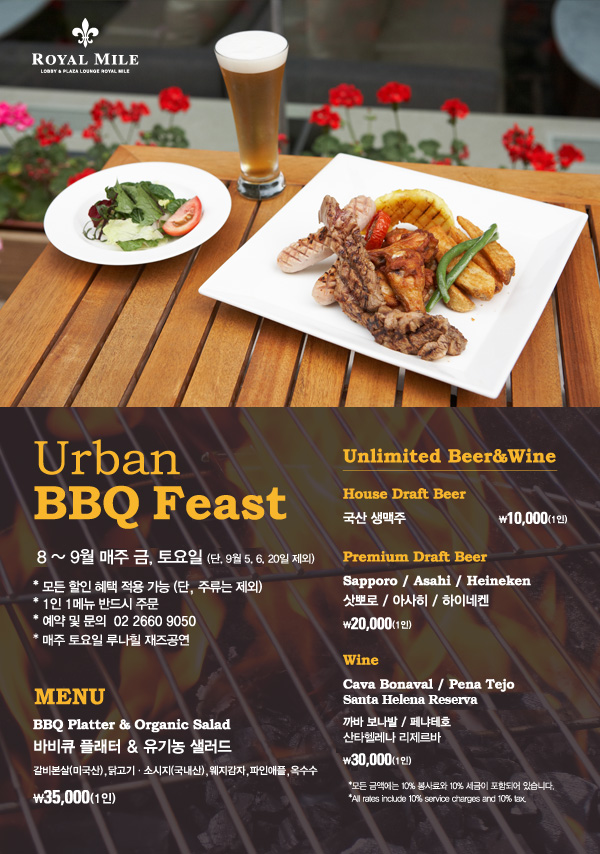 ROYAL MILE
LOBBY & PLAZA LOUNGE ROYAL MILE
Urban
BBQ Feast
8 ~ 9월 매주 금, 토요일 (단, 9월 5, 6, 20일 제외)
* 모든 할인 혜택 적용 가능 (단, 주류는 제외)
* 1인 1메뉴 반드시 주문
* 예약 및 문의 02 2660 9050
* 매주 토요일 루나힐 재즈공연
MENU
BBQ Platter & Organic Salad
바비큐 플래터 & 유기농 샐러드
갈비본살(미국산), 닭고기 · 소시지(국내산), 웨지감자, 파인애플, 옥수수
₩35,000(1인)
Unlimited Beer&Wine
House Draft Beer
국산 생맥주 ₩10,000(1인)
Premium Draft Beer
Sapporo / Asahi / Heineken
삿뽀로 / 아사히 / 하이네켄
₩20,000(1인)
Wine
Cava Bonaval / Pena Tejo
Santa Helena Reserva
까바 보나발 / 페냐테호
산타헬레나 리제르바
₩30,000(1인)
*모든 금액에는 10% 봉사료와 10% 세금이 포함되어 있습니다.
*All rates include 10% service charges and 10% tax.